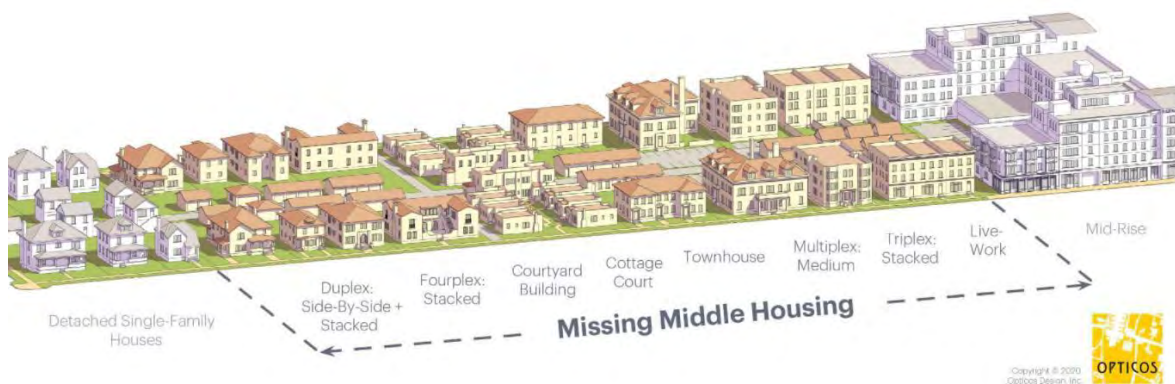 Detached Single-Family
Houses
Duplex:
Side-By-Side +
Stacked
Fourplex:
Stacked
Courtyard
Building
Cottage
Court
Townhouse
Multiplex:
Medium
Triplex:
Stacked
Live-
Work
Mid-Rise
Missing Middle Housing
Copyright © 2020
Opticos Design, Inc.
OPTICOS